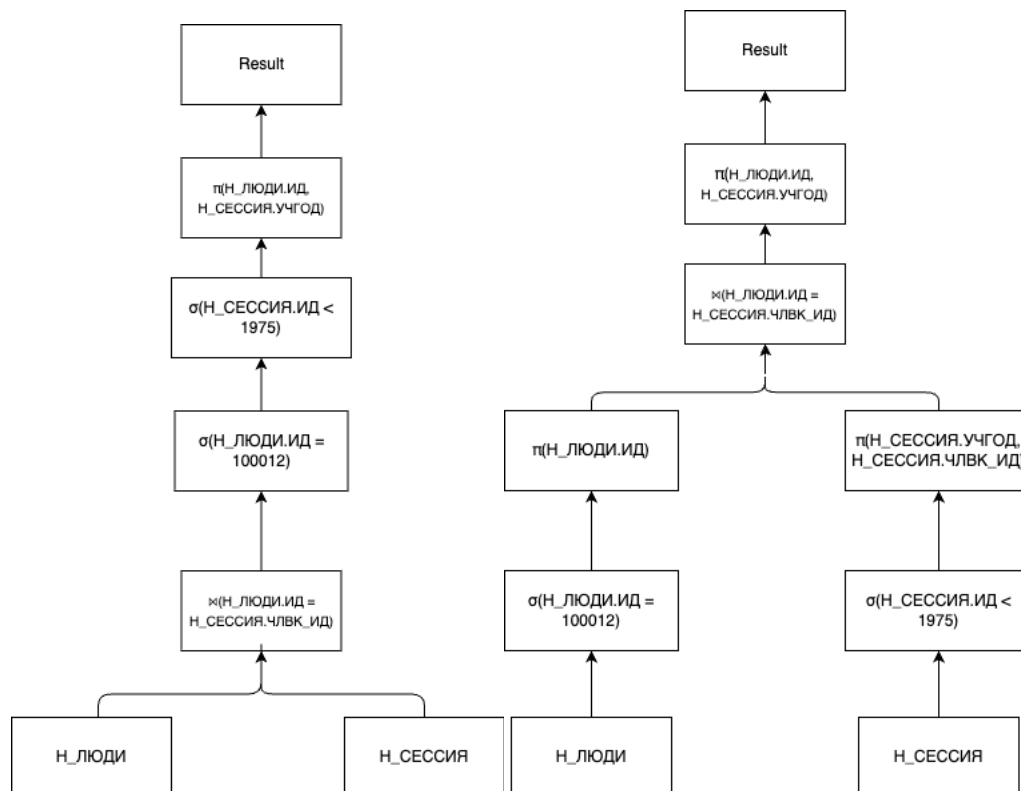 Result
π(Н_ЛЮДИ.ИД,
Н_СЕССИЯ.УЧГОД)
σ(Н_СЕССИЯ.ИД <
1975)
σ(Н_ЛЮДИ.ИД =
100012)
⋈(Н_ЛЮДИ.ИД =
Н_СЕССИЯ.ЧЛВК_ИД)
Н_ЛЮДИ
Н_СЕССИЯ
Result
π(Н_ЛЮДИ.ИД,
Н_СЕССИЯ.УЧГОД)
⋈(Н_ЛЮДИ.ИД =
Н_СЕССИЯ.ЧЛВК_ИД)
π(Н_ЛЮДИ.ИД)
π(Н_СЕССИЯ.УЧГОД,
Н_СЕССИЯ.ЧЛВК_ИД)
σ(Н_ЛЮДИ.ИД =
100012)
σ(Н_СЕССИЯ.ИД <
1975)
Н_ЛЮДИ
Н_СЕССИЯ